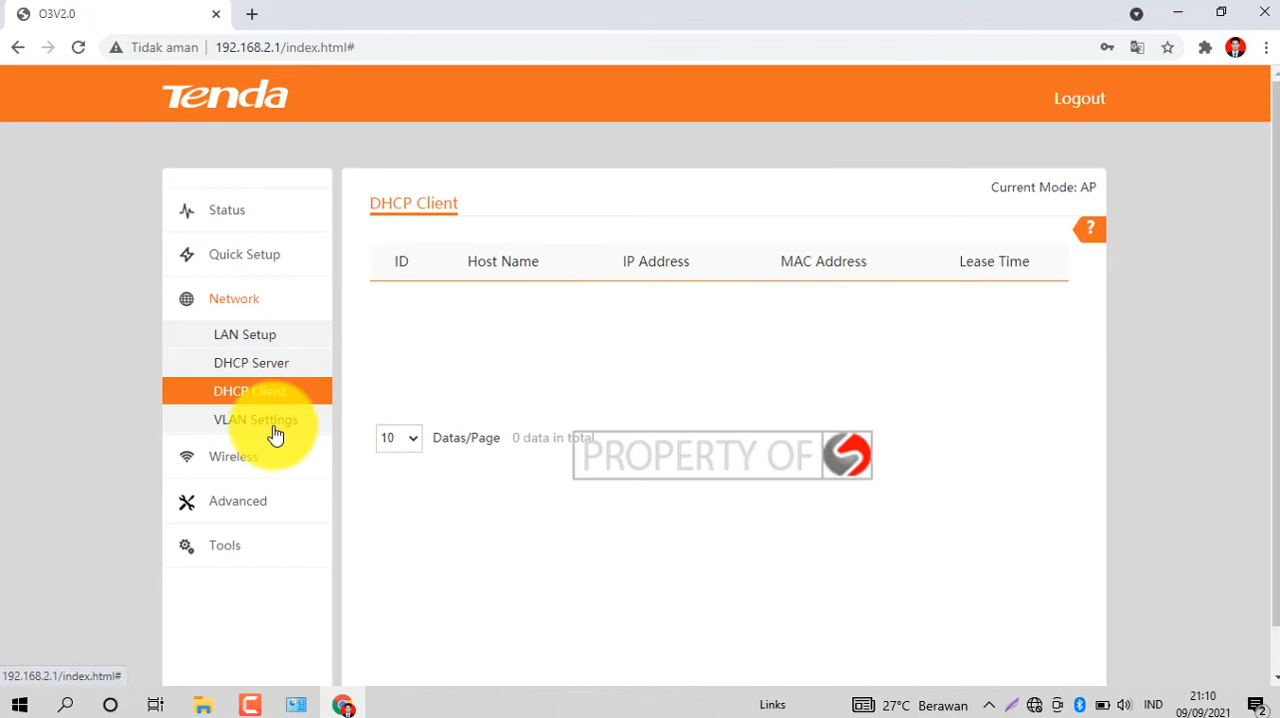 O3V2.0
Tidak aman
192.168.2.1/index.html#
Tenda
Logout
Current Mode: AP
Status
Quick Setup
Network
LAN Setup
DHCP Server
DHCP Client
VLAN Settings
Wireless
Advanced
Tools
DHCP Client
?
ID Host Name IP Address MAC Address Lease Time
10 Datas/Page 0 data in total
PROPERTY OF
192.168.2.1/index.html#
Links
27°C Berawan
IND
21:10
09/09/2021
2